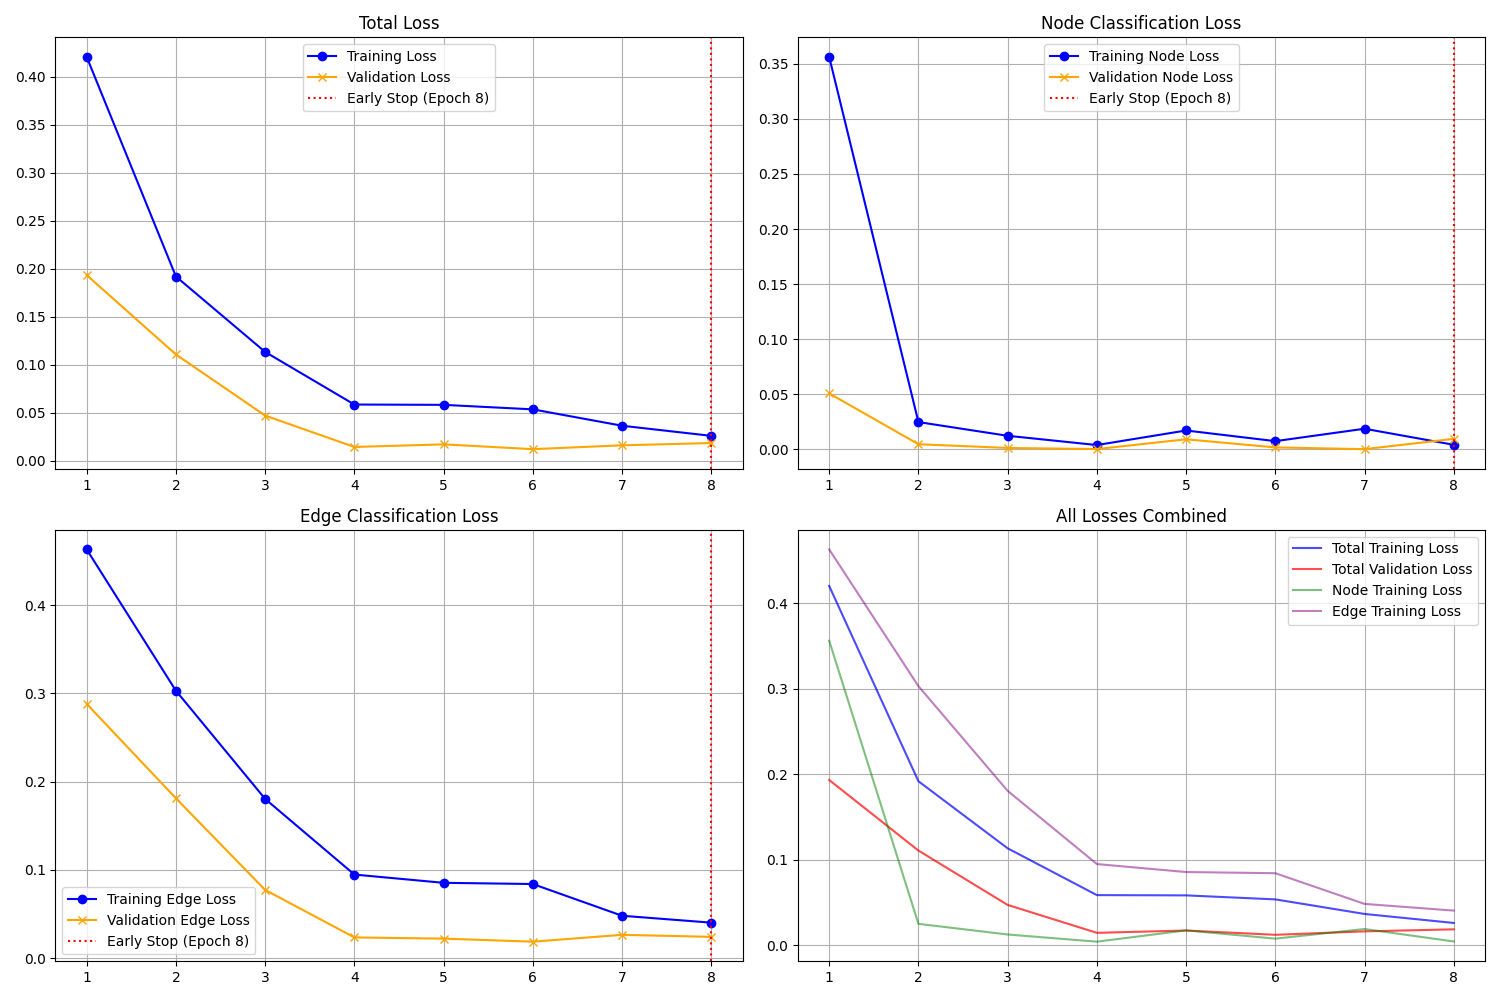 Total Loss
Training Loss
Validation Loss
Early Stop (Epoch 8)
0.40
0.35
0.30
0.25
0.20
0.15
0.10
0.05
0.00
1 2 3 4 5 6 7 8
Node Classification Loss
Training Node Loss
Validation Node Loss
Early Stop (Epoch 8)
0.35
0.30
0.25
0.20
0.15
0.10
0.05
0.00
1 2 3 4 5 6 7 8
Edge Classification Loss
0.4
0.3
0.2
0.1
0.0
Training Edge Loss
Validation Edge Loss
Early Stop (Epoch 8)
1 2 3 4 5 6 7 8
All Losses Combined
Total Training Loss
Total Validation Loss
Node Training Loss
Edge Training Loss
0.4
0.3
0.2
0.1
0.0
1 2 3 4 5 6 7 8